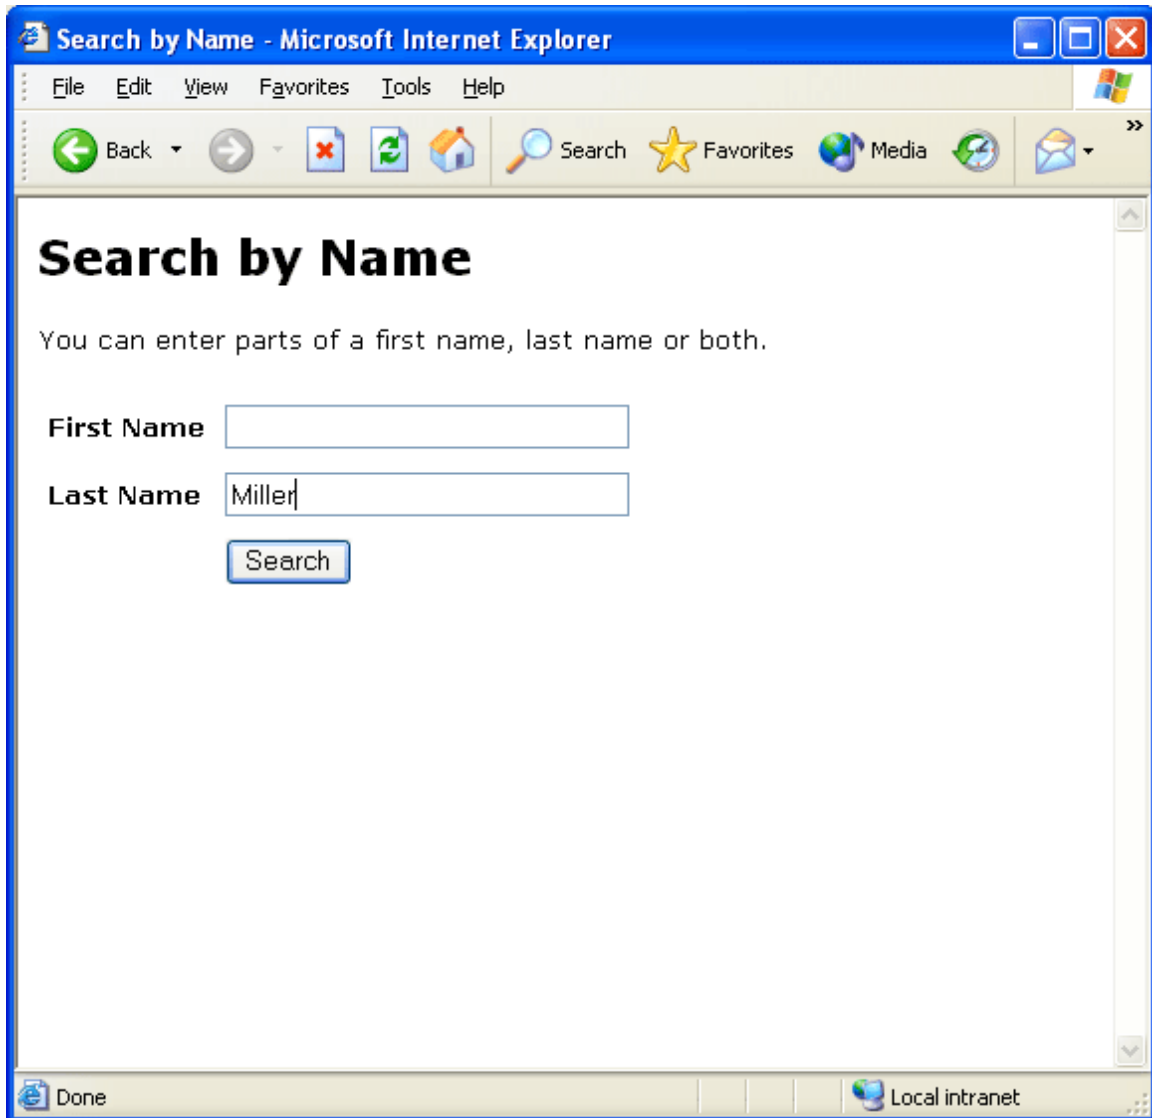 Search by Name - Microsoft Internet Explorer
File Edit View Favorites Tools Help
Back Search Favorites Media »
Search by Name
You can enter parts of a first name, last name or both.
First Name
Last Name Miller
Search
Done Local intranet